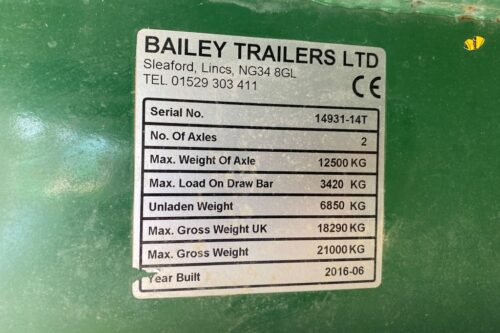 BAILEY TRAILERS LTD
Sleaford, Lincs, NG34 8GL
TEL 01529 303 411
CE
Serial No. 14931-14T
No. Of Axles 2
Max. Weight Of Axle 12500 KG
Max. Load On Draw Bar 3420 KG
Unladen Weight 6850 KG
Max. Gross Weight UK 18290 KG
Max. Gross Weight 21000 KG
Year Built 2016-06